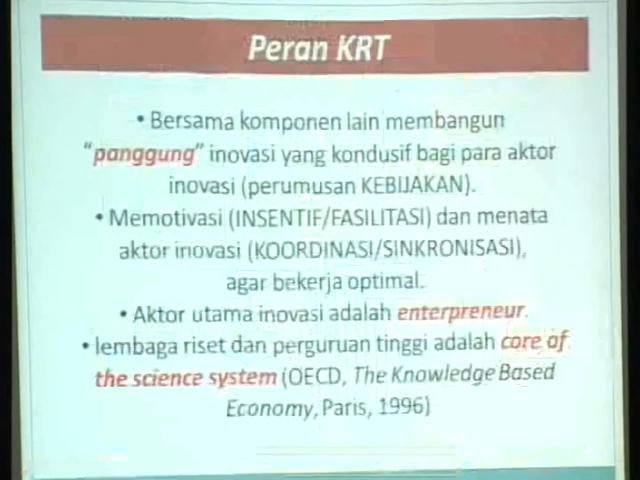 Peran KRT
• Bersama komponen lain membangun
"panggung" inovasi yang kondusif bagi para aktor
inovasi (perumusan KEBIJAKAN).
• Memotivasi (INSENTIF/FASILITASI) dan menata
aktor inovasi (KOORDINASI/SINKRONISASI),
agar bekerja optimal.
• Aktor utama inovasi adalah enterpreneur.
• lembaga riset dan perguruan tinggi adalah core of
the science system (OECD, The Knowledge Based
Economy, Paris, 1996)